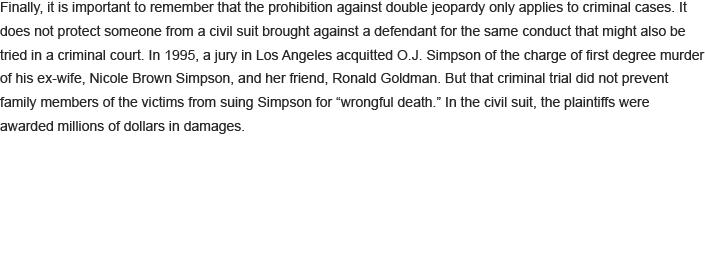 Finally, it is important to remember that the prohibition against double jeopardy only applies to criminal cases. It
does not protect someone from a civil suit brought against a defendant for the same conduct that might also be
tried in a criminal court. In 1995, a jury in Los Angeles acquitted O.J. Simpson of the charge of first degree murder
of his ex-wife, Nicole Brown Simpson, and her friend, Ronald Goldman. But that criminal trial did not prevent
family members of the victims from suing Simpson for “wrongful death.” In the civil suit, the plaintiffs were
awarded millions of dollars in damages.